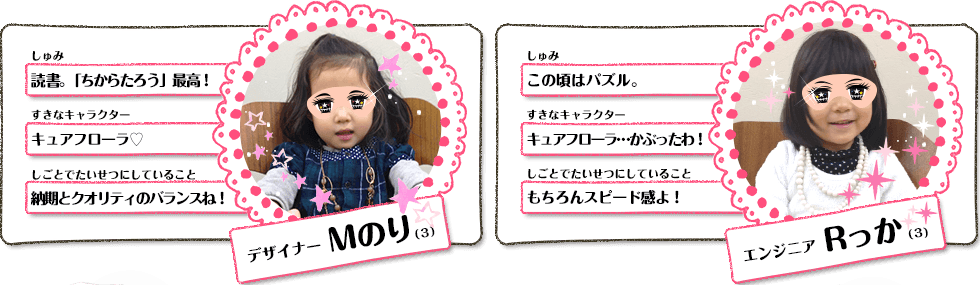 しゅみ
読書。「ちからたろう」最高！
すきなキャラクター
キュアフローラ♡
しごとでたいせつにしていること
納期とクオリティのバランスね！
デザイナー Mのり（3）
しゅみ
この頃はパズル。
すきなキャラクター
キュアフローラ…かぶったわ！
しごとでたいせつにしていること
もちろんスピード感よ！
エンジニア Rっか（3）